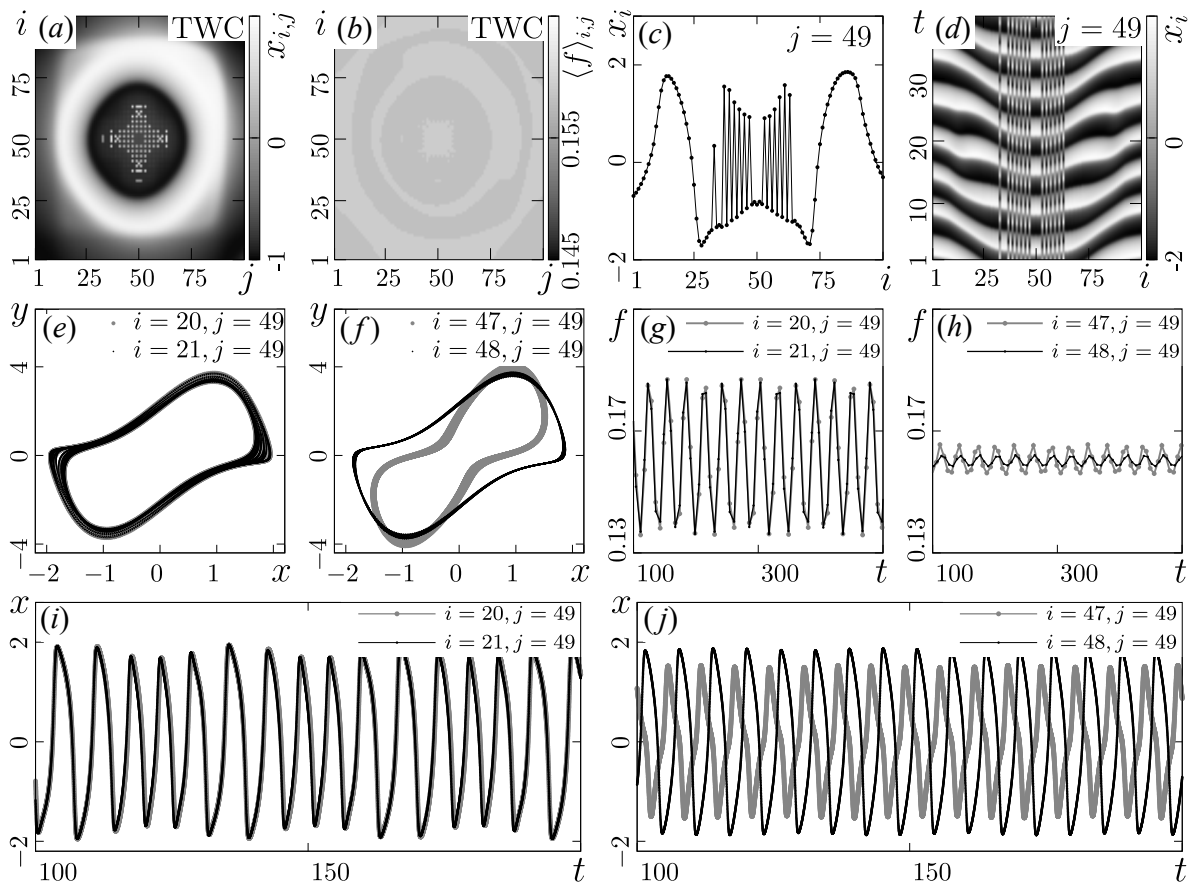 i (a) TWC x_{i,j}
75
50
25
1
1 25 50 75 j
-1 0
i (b) TWC ⟨f⟩_{i,j}
75
50
25
1
1 25 50 75 j
0.145 0.155
x_i (c) j = 49
2
0
−2
1 25 50 75 i
t (d) j = 49 x_i
30
20
10
1
1 25 50 75 i
-2 0
y (e) i = 20, j = 49
i = 21, j = 49
4
0
−4
−2 −1 0 1 x
y (f) i = 47, j = 49
i = 48, j = 49
4
0
−4
−2 −1 0 1 x
f (g) i = 20, j = 49
i = 21, j = 49
0.17
0.13
100 300 t
f (h) i = 47, j = 49
i = 48, j = 49
0.17
0.13
100 300 t
x (i) i = 20, j = 49
i = 21, j = 49
2
0
−2
100 150 t
x (j) i = 47, j = 49
i = 48, j = 49
2
0
−2
100 150 t